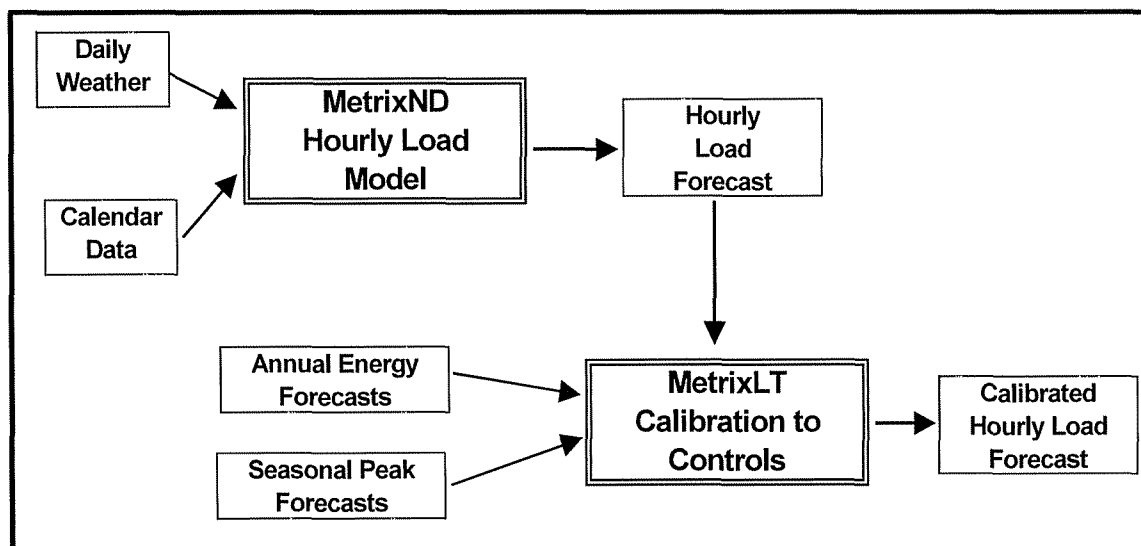 Daily
Weather
MetrixND
Hourly Load
Model
Hourly
Load
Forecast
Calendar
Data
Annual Energy
Forecasts
Seasonal Peak
Forecasts
MetrixLT
Calibration to
Controls
Calibrated
Hourly Load
Forecast